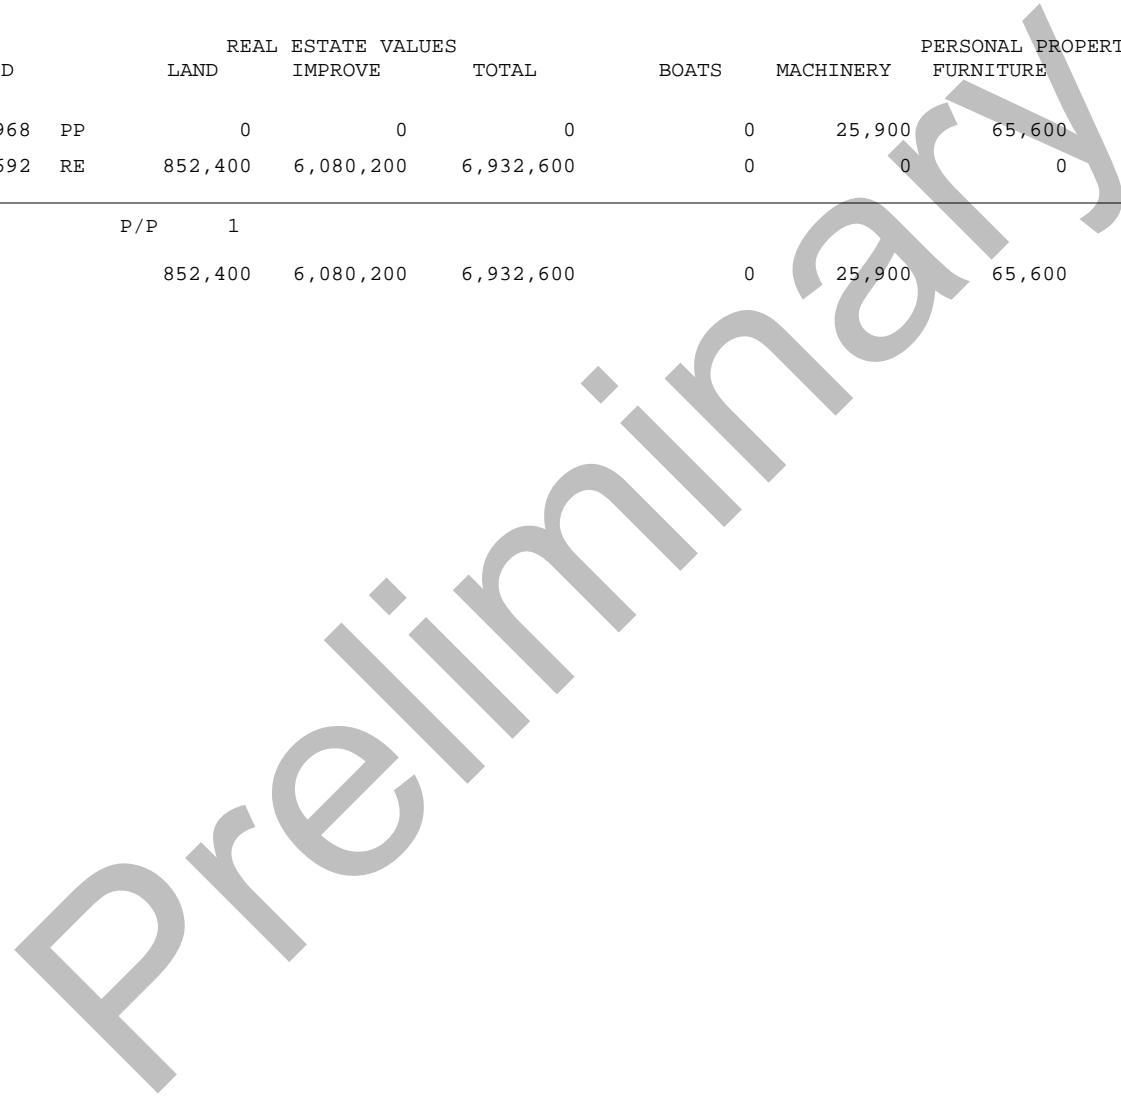 REAL ESTATE VALUES PERSONAL PROPERT
D LAND IMPROVE TOTAL BOATS MACHINERY FURNITURE
968 PP 0 0 0 0 25,900 65,600
592 RE 852,400 6,080,200 6,932,600 0 0 0
P/P 1
852,400 6,080,200 6,932,600 0 25,900 65,600
Preliminary